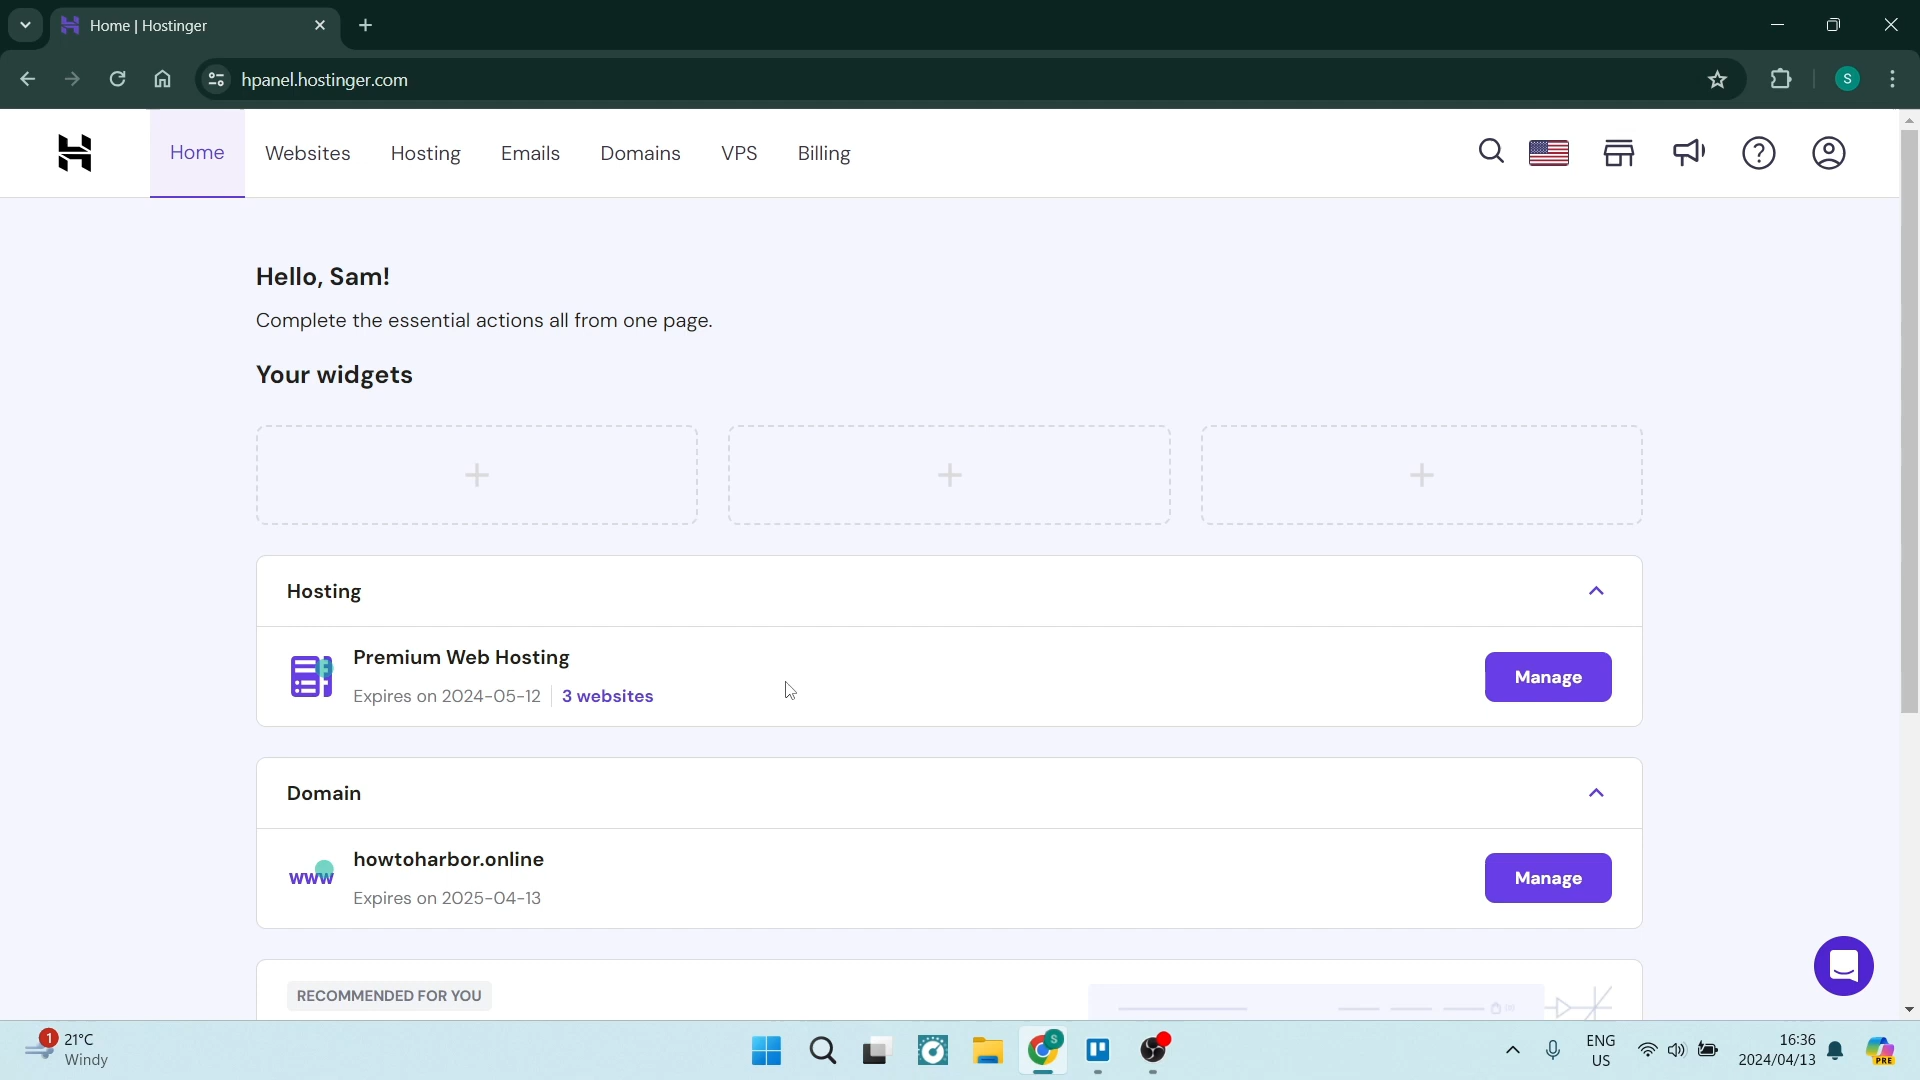 Home | Hostinger
hpanel.hostinger.com
S
Home Websites Hosting Emails Domains VPS Billing
Hello, Sam!
Complete the essential actions all from one page.
Your widgets
Hosting
Premium Web Hosting
Expires on 2024-05-12 3 websites
Manage
Domain
www
howtoharbor.online
Expires on 2025-04-13
Manage
RECOMMENDED FOR YOU
1
21°C
Windy
S
ENG
US
16:36
2024/04/13
PRE